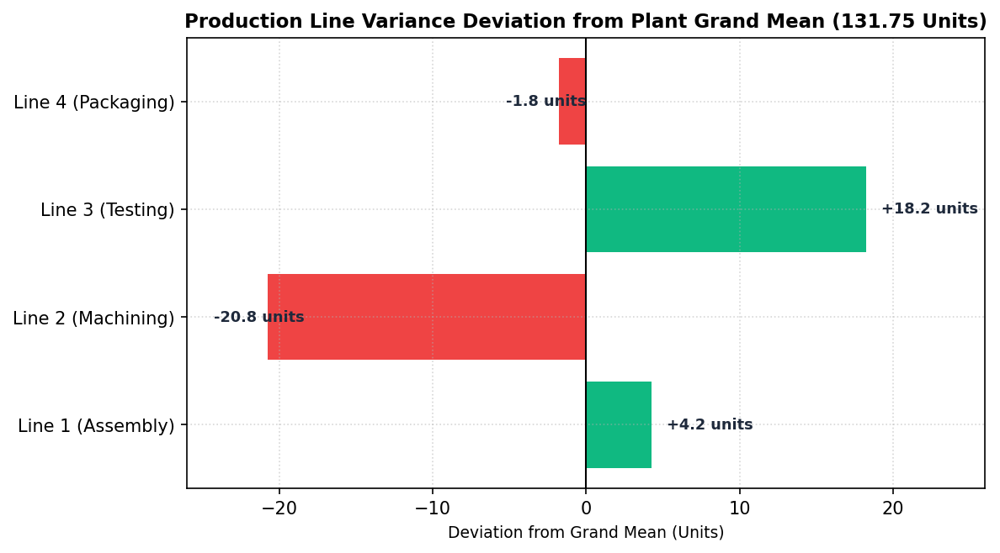 Production Line Variance Deviation from Plant Grand Mean (131.75 Units)
Line 4 (Packaging)
-1.8 units
Line 3 (Testing)
+18.2 units
Line 2 (Machining)
-20.8 units
Line 1 (Assembly)
+4.2 units
−20
−10
0
10
20
Deviation from Grand Mean (Units)